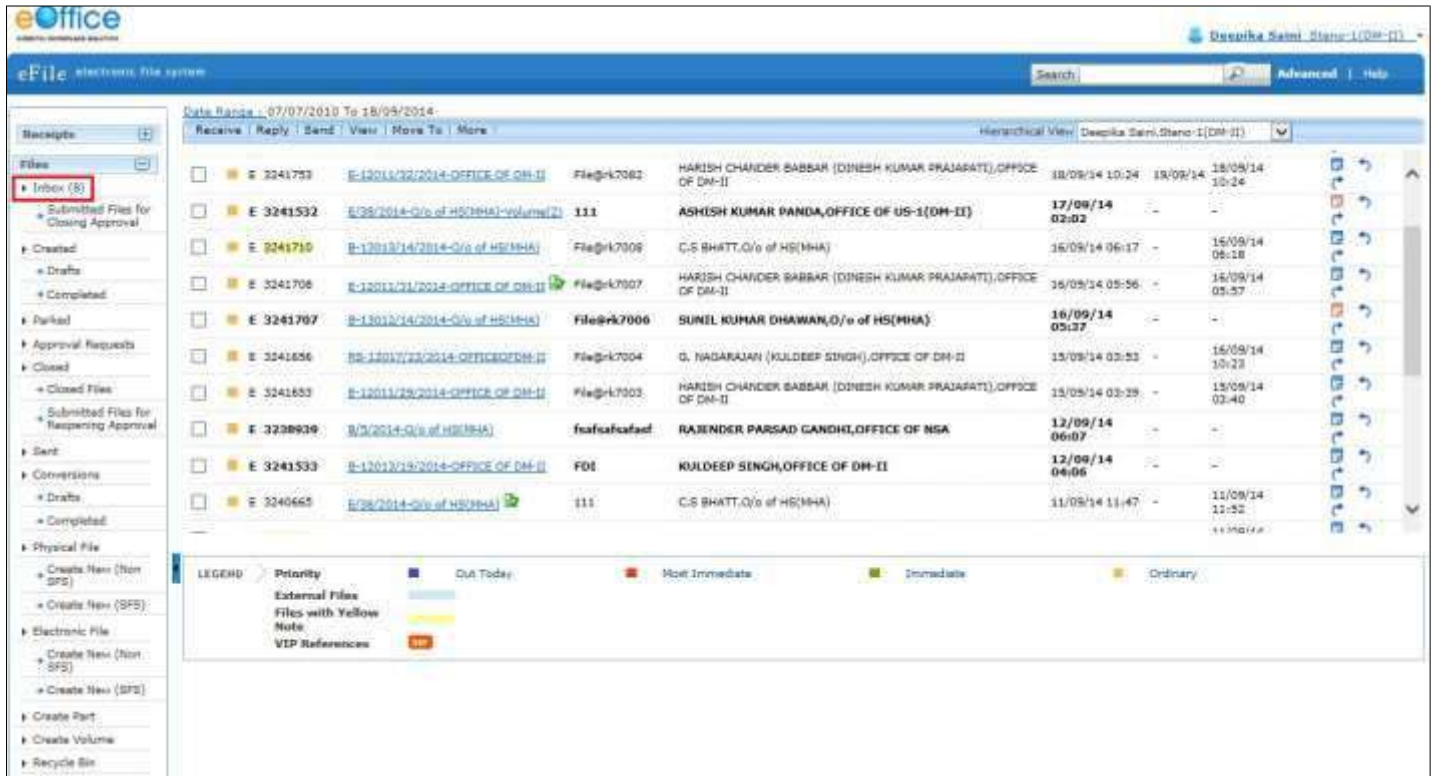 eOffice
Deepika Saini
eFile electronic file system
Search
Advanced | Help
Date Range : 07/07/2010 To 18/09/2014
Receive | Reply | Send | View | Move To | More
Hierarchical View Deepika Saini,Steno-1(DM-II)
Receipts
Files
Inbox (8)
Submitted Files for Closing Approval
Created
Drafts
Completed
Parked
Approval Requests
Closed
Closed Files
Submitted Files for Reopening Approval
Sent
Conversions
Drafts
Completed
Physical File
Create New (Non SFS)
Create New (SFS)
Electronic File
Create New (Non SFS)
Create New (SFS)
Create Part
Create Volume
Recycle Bin
E 3241753 E-12011/32/2014-OFFICE OF DM-II File@rk7082 HARISH CHANDER BABBAR (DINESH KUMAR PRAJAPATI),OFFICE OF DM-II 18/09/14 10:24 19/09/14 18/09/14 10:24
E 3241532 E/38/2014-O/o of HS(MHA)-Volume(2) 111 ASHISH KUMAR PANDA,OFFICE OF US-1(DM-II) 17/09/14 02:02 - -
E 3241710 B-13013/14/2014-O/o of HS(MHA) File@rk7008 C.S BHATT,O/o of HS(MHA) 16/09/14 06:17 - 16/09/14 06:18
E 3241708 E-12011/31/2014-OFFICE OF DM-II File@rk7007 HARISH CHANDER BABBAR (DINESH KUMAR PRAJAPATI),OFFICE OF DM-II 16/09/14 05:56 - 16/09/14 05:57
E 3241707 B-13012/14/2014-O/o of HS(MHA) File@rk7006 SUNIL KUMAR DHAWAN,O/o of HS(MHA) 16/09/14 05:37 - -
E 3241656 RS-12017/23/2014-OFFICEOFDM-II File@rk7004 G. NAGARAJAN (KULDEEP SINGH),OFFICE OF DM-II 15/09/14 03:53 - 16/09/14 10:23
E 3241653 B-12011/29/2014-OFFICE OF DM-II File@rk7003 HARISH CHANDER BABBAR (DINESH KUMAR PRAJAPATI),OFFICE OF DM-II 15/09/14 03:39 - 15/09/14 03:40
E 3238939 B/5/2014-O/o of HS(MHA) fsafsafsafasf RAJENDER PARSAD GANDHI,OFFICE OF NSA 12/09/14 06:07 - -
E 3241533 B-12013/19/2014-OFFICE OF DM-II FDI KULDEEP SINGH,OFFICE OF DM-II 12/09/14 04:06 - -
E 3240665 E/38/2014-O/o of HS(MHA) 111 C.S BHATT,O/o of HS(MHA) 11/09/14 11:47 - 11/09/14 11:52
LEGEND Priority Out Today Most Immediate Immediate Ordinary
External Files
Files with Yellow Note
VIP References